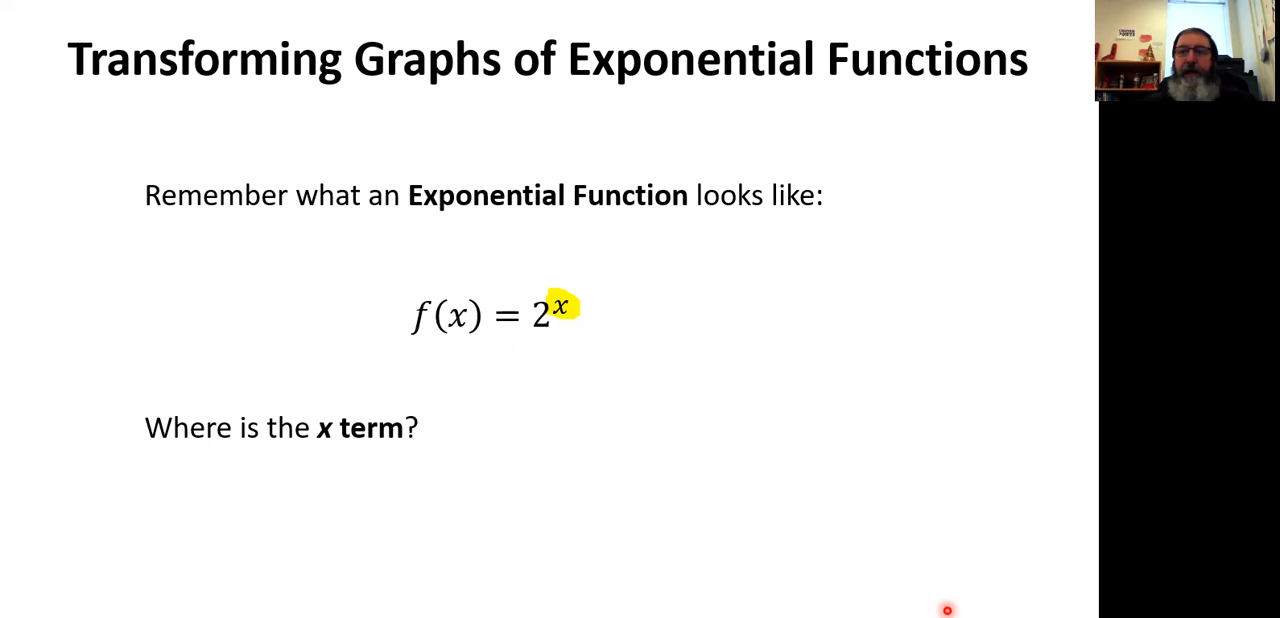 Transforming Graphs of Exponential Functions
Remember what an Exponential Function looks like:
f(x) = 2^x
Where is the x term?